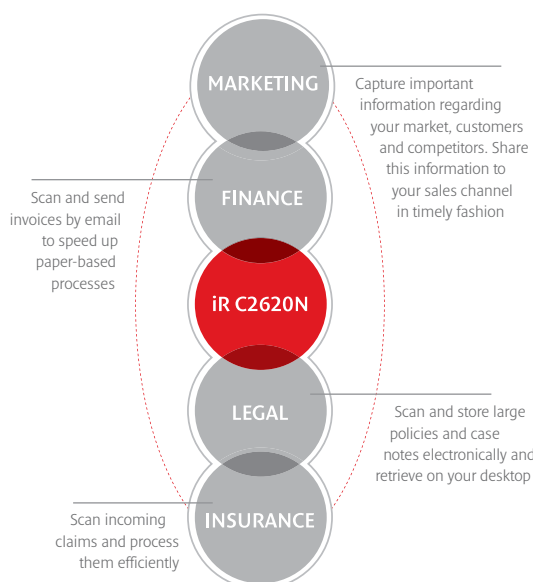 MARKETING
Capture important
information regarding
your market, customers
and competitors. Share
this information to
your sales channel
in timely fashion
FINANCE
Scan and send
invoices by email
to speed up
paper-based
processes
iR C2620N
LEGAL
Scan and store large
policies and case
notes electronically and
retrieve on your desktop
INSURANCE
Scan incoming
claims and process
them efficiently